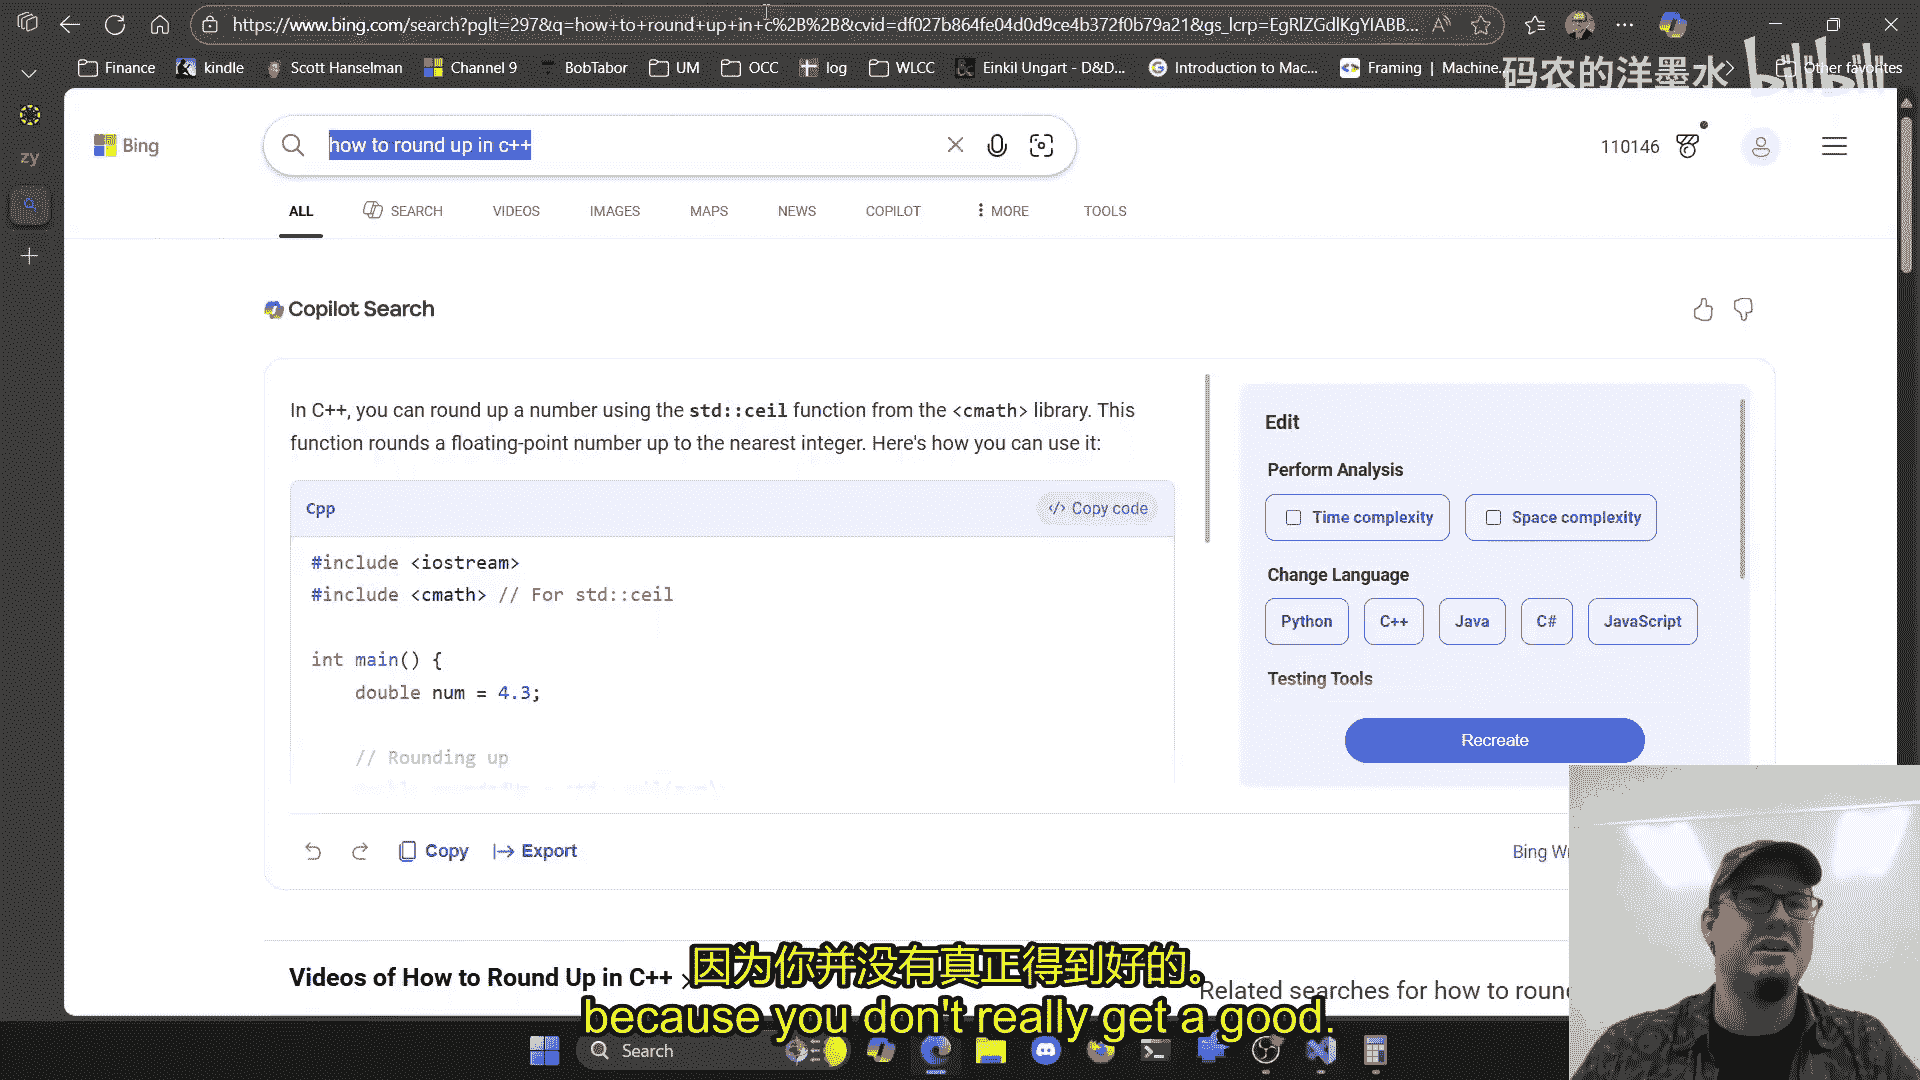 https://www.bing.com/search?pglt=297&q=how+to+round+up+in+c%2B%2B&cvid=df027b864fe04d0d9ce4b372f0b79a21&gs_lcrp=EgRlZGdlKgYIABB...
Finance
kindle
Scott Hanselman
Channel 9
BobTabor
UM
OCC
log
WLCC
Einkil Ungart - D&D...
Introduction to Mac...
Framing | Machine...
Other favorites
码农的洋墨水
bilibili
zy
Bing
how to round up in c++
110146
ALL
SEARCH
VIDEOS
IMAGES
MAPS
NEWS
COPILOT
MORE
TOOLS
Copilot Search
In C++, you can round up a number using the std::ceil function from the <cmath> library. This
function rounds a floating-point number up to the nearest integer. Here's how you can use it:
Cpp
</> Copy code
#include <iostream>
#include <cmath> // For std::ceil
int main() {
double num = 4.3;
// Rounding up
Edit
Perform Analysis
Time complexity
Space complexity
Change Language
Python
C++
Java
C#
JavaScript
Testing Tools
Recreate
Copy
Export
Bing
Videos of How to Round Up in C++
Related searches for how to
因为你并没有真正得到好的。
because you don't really get a good.
Search